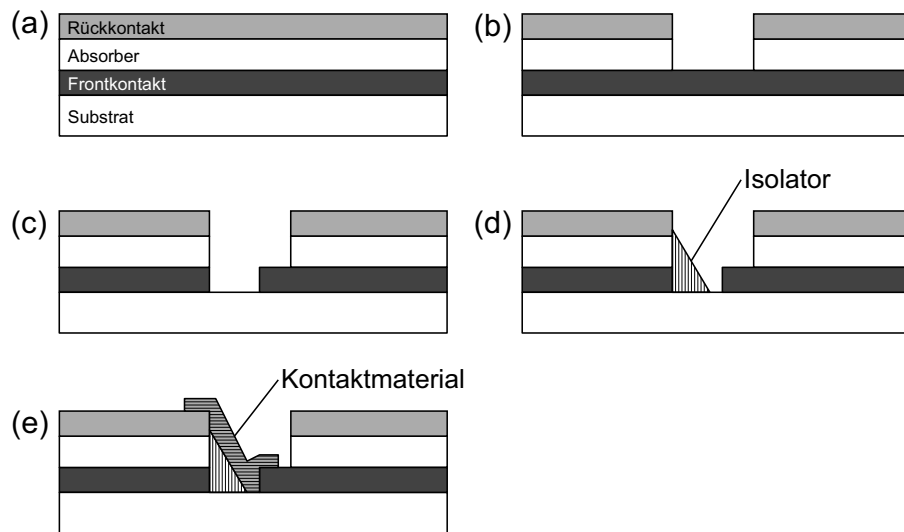 (a)
Rückkontakt
Absorber
Frontkontakt
Substrat
(b)
(c)
(d)
Isolator
(e)
Kontaktmaterial